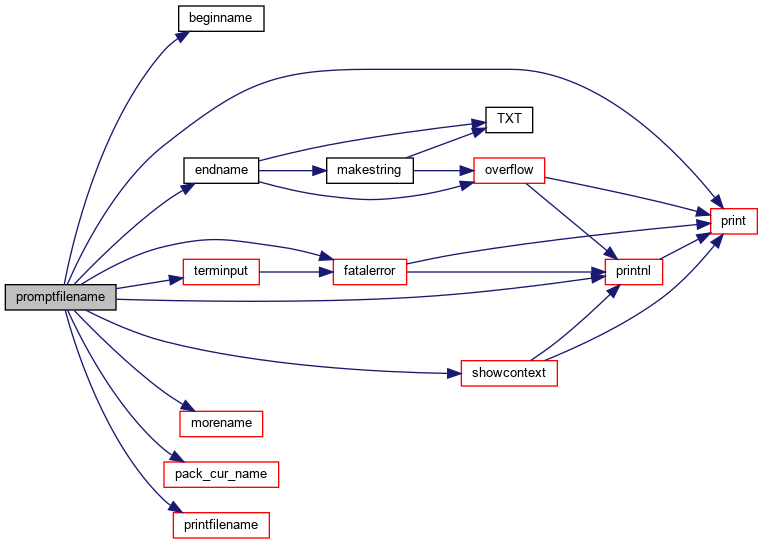 beginname
TXT
endname
makestring
overflow
print
terminput
fatalerror
printnl
promptfilename
showcontext
morename
pack_cur_name
printfilename